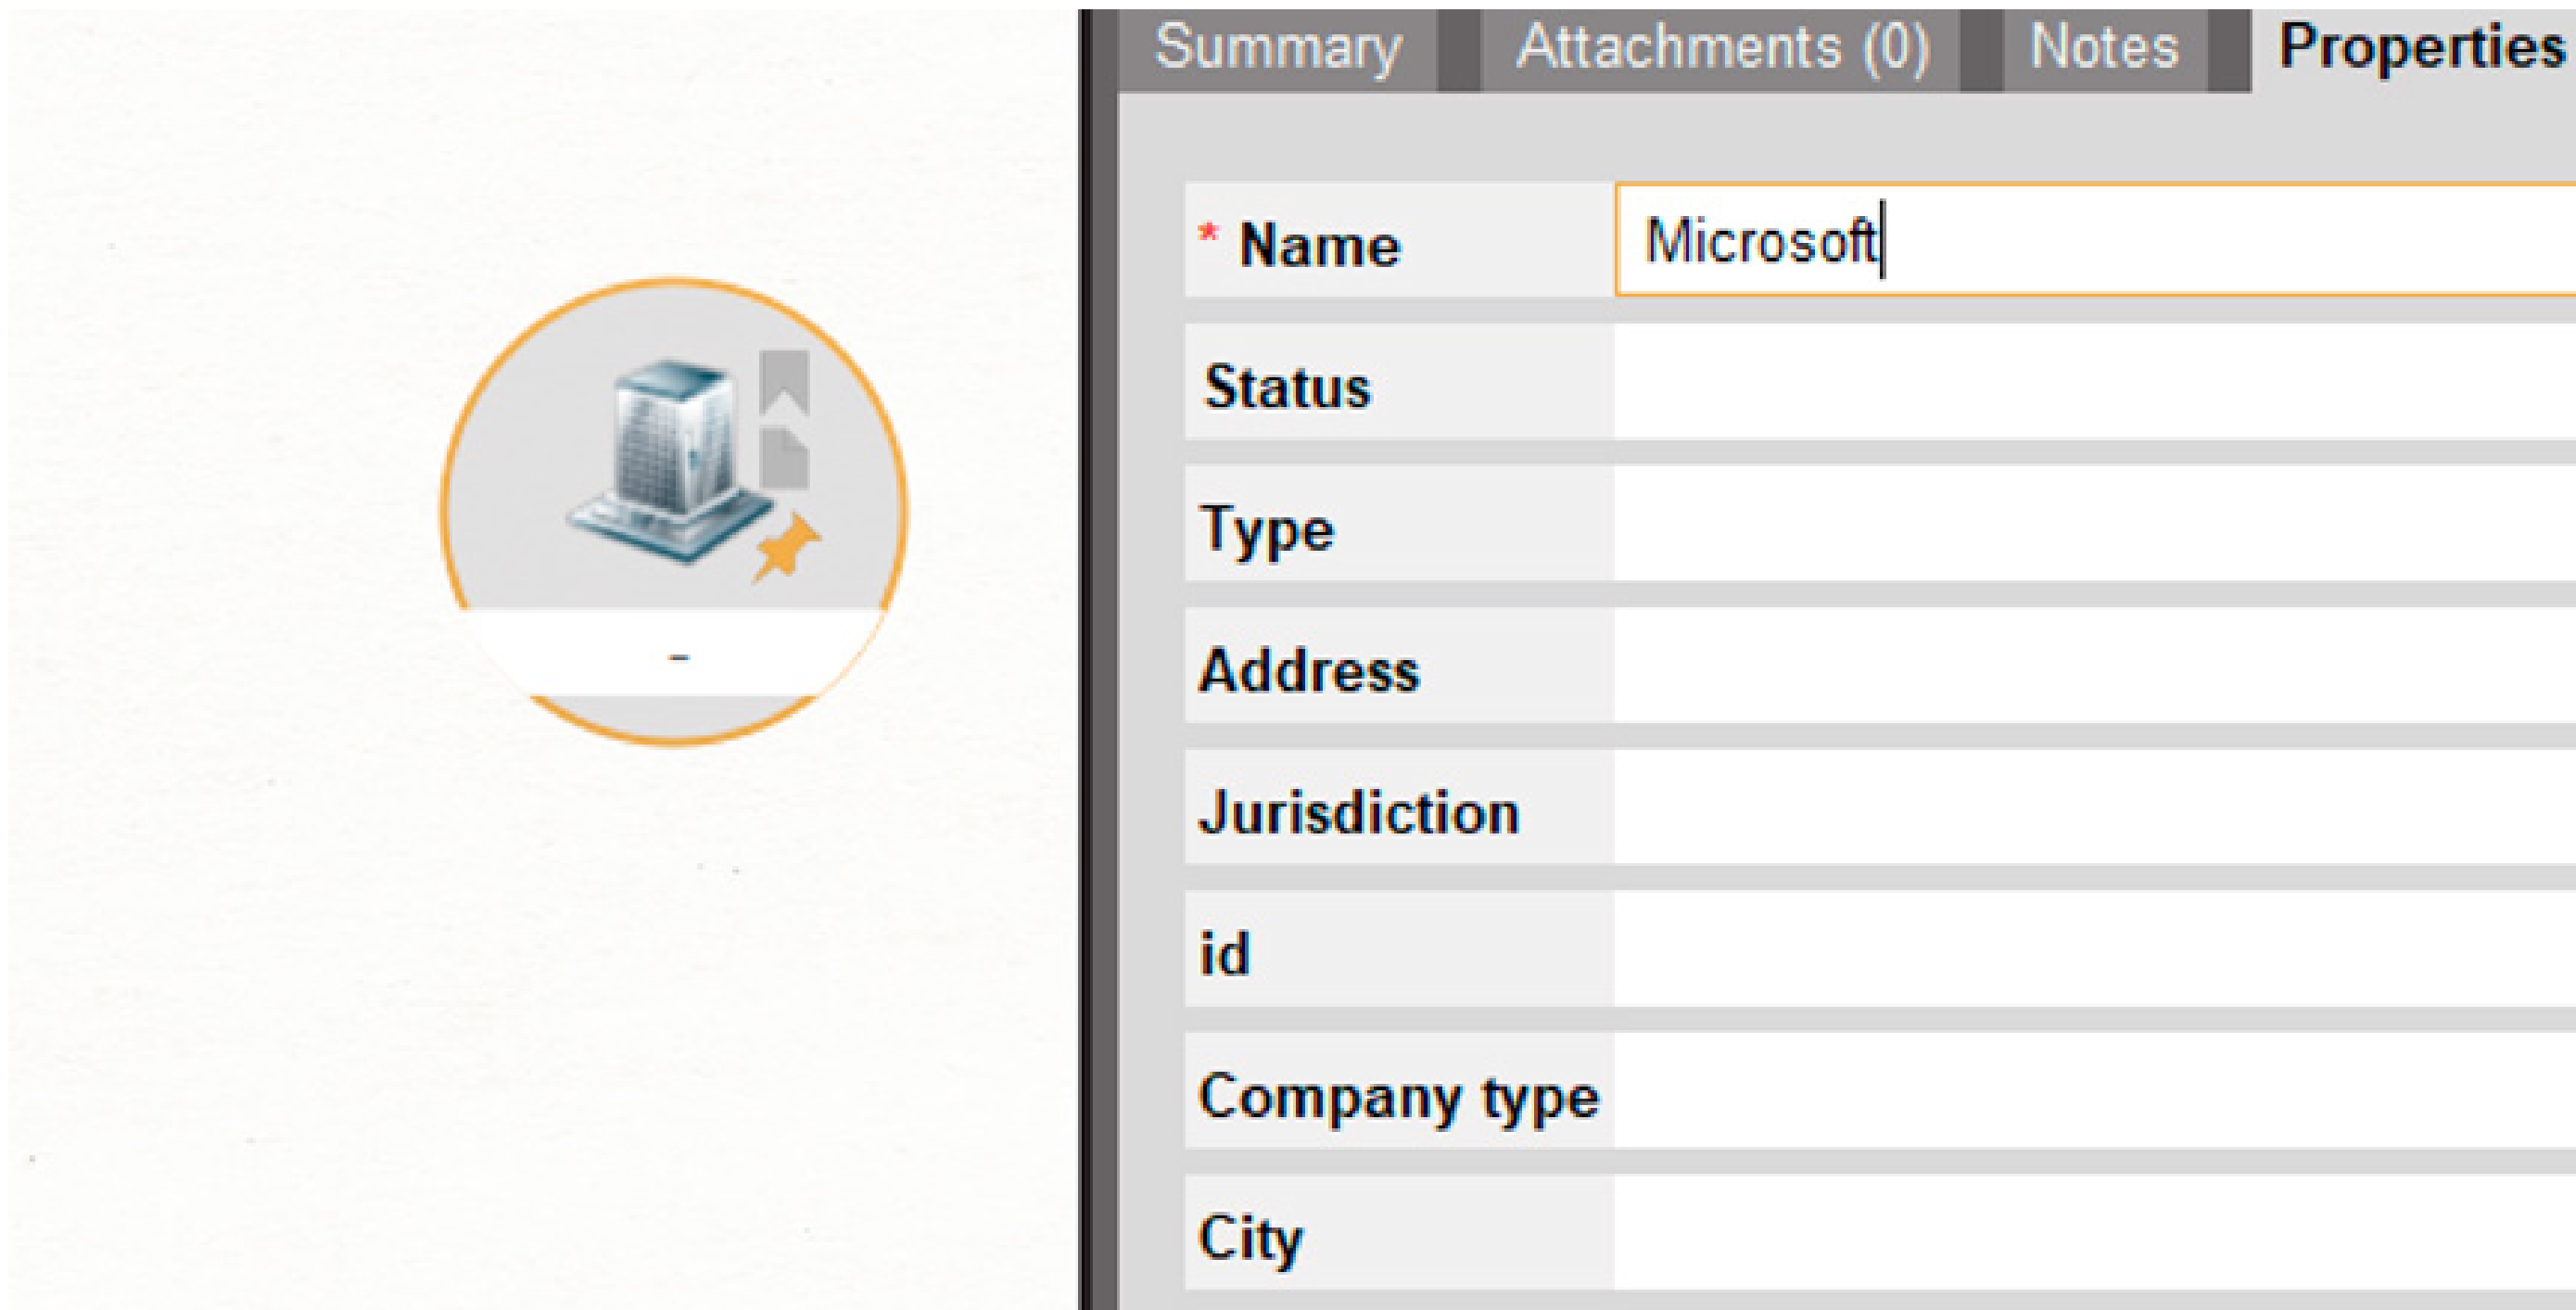 Summary Attachments (0) Notes Properties
* Name Microsoft
Status
Type
-
Address
Jurisdiction
id
Company type
City